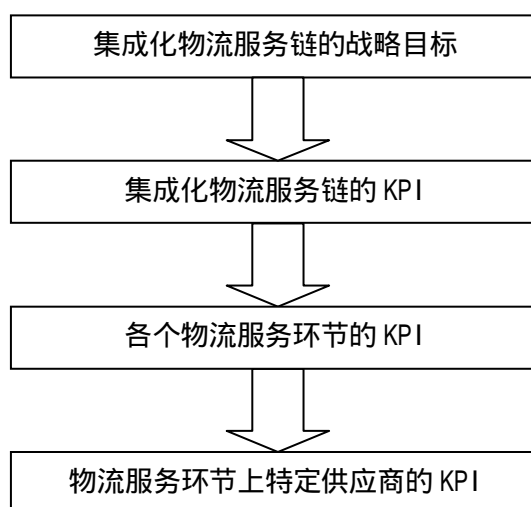 集成化物流服务链的战略目标
集成化物流服务链的 KPI
各个物流服务环节的 KPI
物流服务环节上特定供应商的 KPI